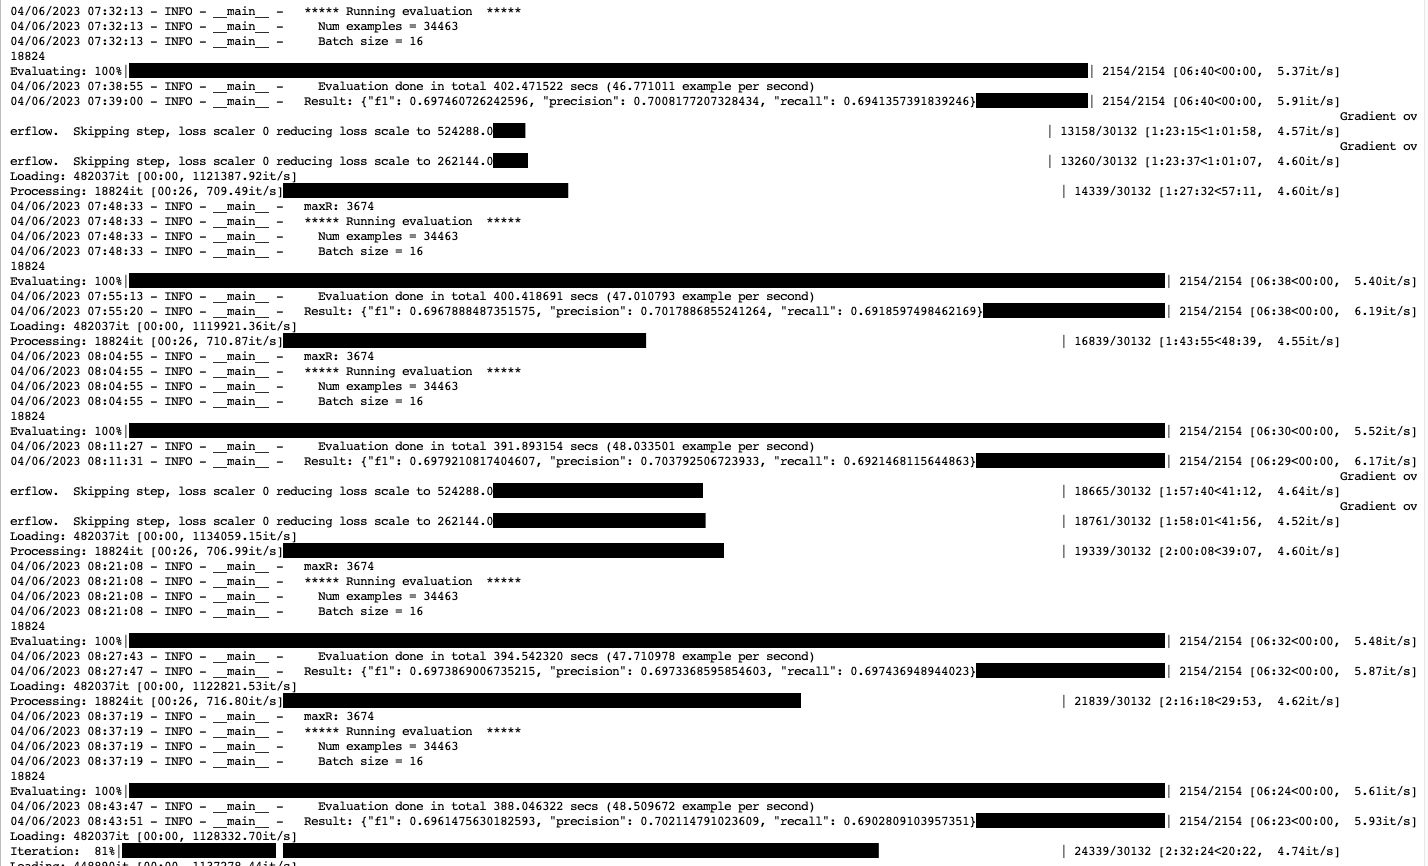 04/06/2023 07:32:13 - INFO - __main__ -   ***** Running evaluation  *****
04/06/2023 07:32:13 - INFO - __main__ -     Num examples = 34463
04/06/2023 07:32:13 - INFO - __main__ -     Batch size = 16
18824
Evaluating: 100%| | 2154/2154 [06:40<00:00,  5.37it/s]
04/06/2023 07:38:55 - INFO - __main__ -     Evaluation done in total 402.471522 secs (46.771011 example per second)
04/06/2023 07:39:00 - INFO - __main__ -   Result: {"f1": 0.697460726242596, "precision": 0.7008177207328434, "recall": 0.6941357391839246} | 2154/2154 [06:40<00:00,  5.91it/s]
Gradient ov
erflow.  Skipping step, loss scaler 0 reducing loss scale to 524288.0 | 13158/30132 [1:23:15<1:01:58,  4.57it/s]
Gradient ov
erflow.  Skipping step, loss scaler 0 reducing loss scale to 262144.0 | 13260/30132 [1:23:37<1:01:07,  4.60it/s]
Loading: 482037it [00:00, 1121387.92it/s]
Processing: 18824it [00:26, 709.49it/s] | 14339/30132 [1:27:32<57:11,  4.60it/s]
04/06/2023 07:48:33 - INFO - __main__ -   maxR: 3674
04/06/2023 07:48:33 - INFO - __main__ -   ***** Running evaluation  *****
04/06/2023 07:48:33 - INFO - __main__ -     Num examples = 34463
04/06/2023 07:48:33 - INFO - __main__ -     Batch size = 16
18824
Evaluating: 100%| | 2154/2154 [06:38<00:00,  5.40it/s]
04/06/2023 07:55:13 - INFO - __main__ -     Evaluation done in total 400.418691 secs (47.010793 example per second)
04/06/2023 07:55:20 - INFO - __main__ -   Result: {"f1": 0.6967888487351575, "precision": 0.7017886855241264, "recall": 0.6918597498462169} | 2154/2154 [06:38<00:00,  6.19it/s]
Loading: 482037it [00:00, 1119921.36it/s]
Processing: 18824it [00:26, 710.87it/s] | 16839/30132 [1:43:55<48:39,  4.55it/s]
04/06/2023 08:04:55 - INFO - __main__ -   maxR: 3674
04/06/2023 08:04:55 - INFO - __main__ -   ***** Running evaluation  *****
04/06/2023 08:04:55 - INFO - __main__ -     Num examples = 34463
04/06/2023 08:04:55 - INFO - __main__ -     Batch size = 16
18824
Evaluating: 100%| | 2154/2154 [06:30<00:00,  5.52it/s]
04/06/2023 08:11:27 - INFO - __main__ -     Evaluation done in total 391.893154 secs (48.033501 example per second)
04/06/2023 08:11:31 - INFO - __main__ -   Result: {"f1": 0.6979210817404607, "precision": 0.703792506723933, "recall": 0.6921468115644863} | 2154/2154 [06:29<00:00,  6.17it/s]
Gradient ov
erflow.  Skipping step, loss scaler 0 reducing loss scale to 524288.0 | 18665/30132 [1:57:40<41:12,  4.64it/s]
Gradient ov
erflow.  Skipping step, loss scaler 0 reducing loss scale to 262144.0 | 18761/30132 [1:58:01<41:56,  4.52it/s]
Loading: 482037it [00:00, 1134059.15it/s]
Processing: 18824it [00:26, 706.99it/s] | 19339/30132 [2:00:08<39:07,  4.60it/s]
04/06/2023 08:21:08 - INFO - __main__ -   maxR: 3674
04/06/2023 08:21:08 - INFO - __main__ -   ***** Running evaluation  *****
04/06/2023 08:21:08 - INFO - __main__ -     Num examples = 34463
04/06/2023 08:21:08 - INFO - __main__ -     Batch size = 16
18824
Evaluating: 100%| | 2154/2154 [06:32<00:00,  5.48it/s]
04/06/2023 08:27:43 - INFO - __main__ -     Evaluation done in total 394.542320 secs (47.710978 example per second)
04/06/2023 08:27:47 - INFO - __main__ -   Result: {"f1": 0.6973869006735215, "precision": 0.6973368595854603, "recall": 0.697436948944023} | 2154/2154 [06:32<00:00,  5.87it/s]
Loading: 482037it [00:00, 1122821.53it/s]
Processing: 18824it [00:26, 716.80it/s] | 21839/30132 [2:16:18<29:53,  4.62it/s]
04/06/2023 08:37:19 - INFO - __main__ -   maxR: 3674
04/06/2023 08:37:19 - INFO - __main__ -   ***** Running evaluation  *****
04/06/2023 08:37:19 - INFO - __main__ -     Num examples = 34463
04/06/2023 08:37:19 - INFO - __main__ -     Batch size = 16
18824
Evaluating: 100%| | 2154/2154 [06:24<00:00,  5.61it/s]
04/06/2023 08:43:47 - INFO - __main__ -     Evaluation done in total 388.046322 secs (48.509672 example per second)
04/06/2023 08:43:51 - INFO - __main__ -   Result: {"f1": 0.6961475630182593, "precision": 0.702114791023609, "recall": 0.6902809103957351} | 2154/2154 [06:23<00:00,  5.93it/s]
Loading: 482037it [00:00, 1128332.70it/s]
Iteration:  81%| | 24339/30132 [2:32:24<20:22,  4.74it/s]